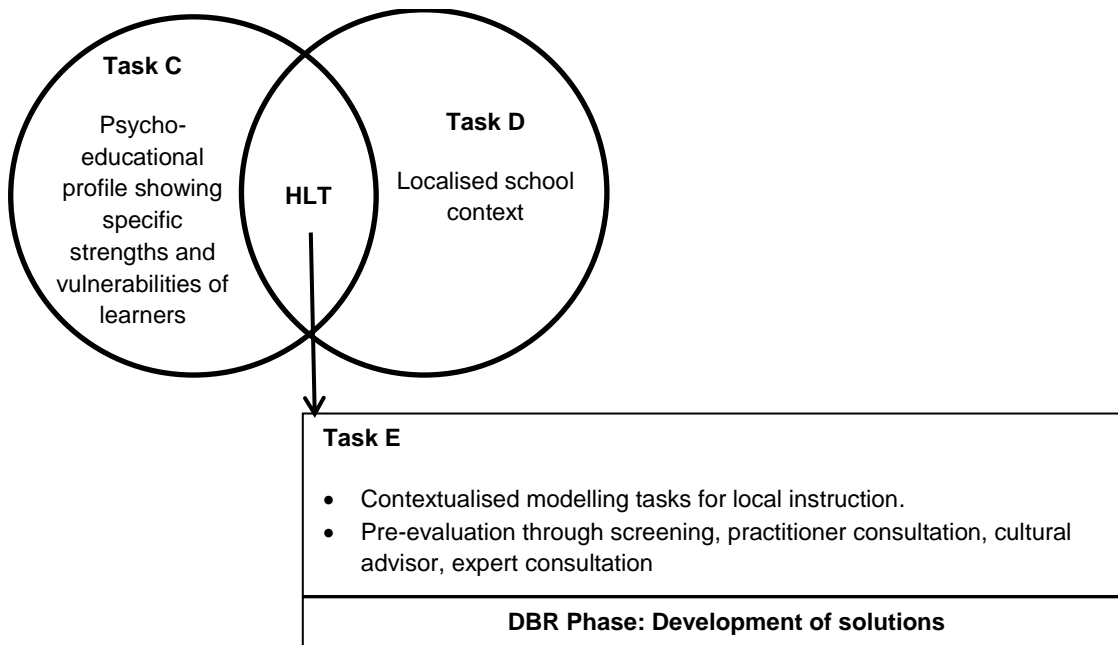 Task C
Psycho-
educational
profile showing
specific
strengths and
vulnerabilities of
learners
HLT
Task D
Localised school
context
Task E
• Contextualised modelling tasks for local instruction.
• Pre-evaluation through screening, practitioner consultation, cultural
advisor, expert consultation
DBR Phase: Development of solutions